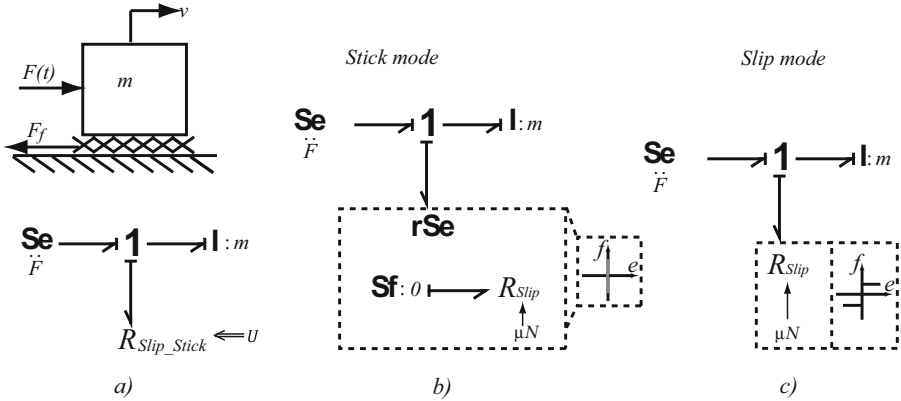 v
F(t)
m
F_f
Se
F
1
I : m
R_Slip_Stick
U
a)
Stick mode
Se
F
1
I : m
rSe
Sf : 0
R_Slip
μN
f
e
b)
Slip mode
Se
F
1
I : m
R_Slip
μN
f
e
c)